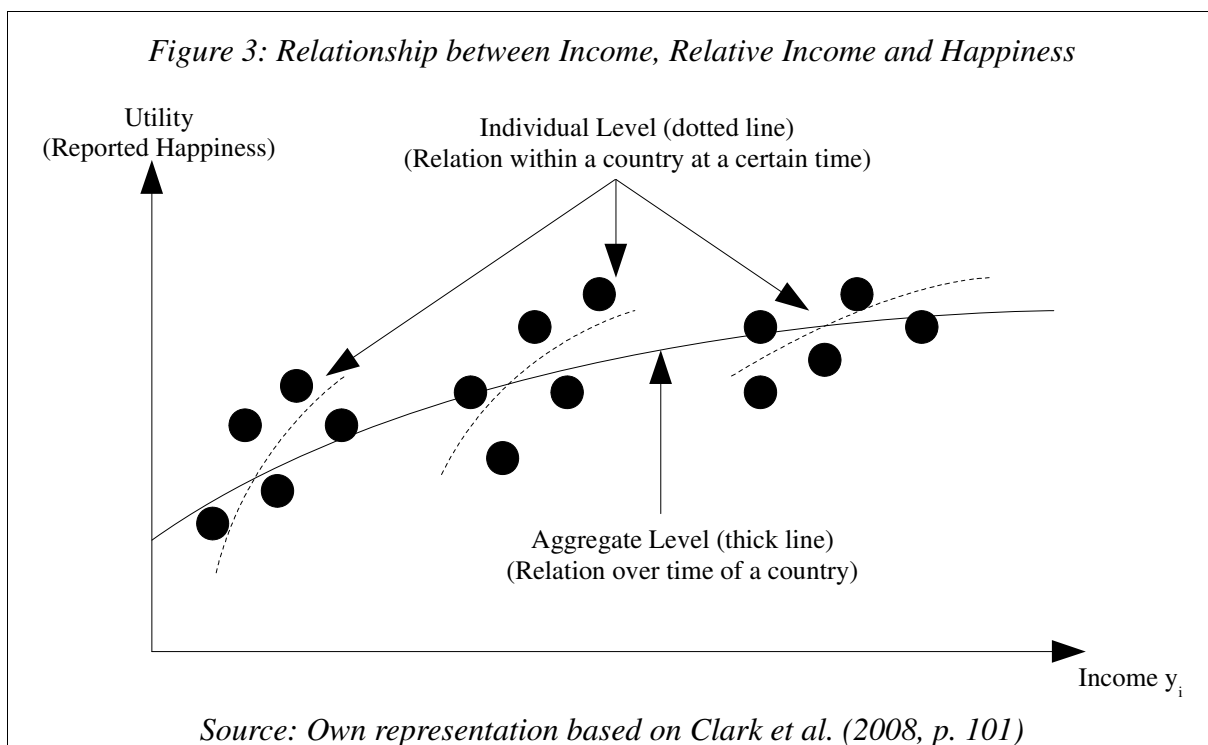 Figure 3: Relationship between Income, Relative Income and Happiness
Utility
(Reported Happiness)
Individual Level (dotted line)
(Relation within a country at a certain time)
Aggregate Level (thick line)
(Relation over time of a country)
Income yi
Source: Own representation based on Clark et al. (2008, p. 101)